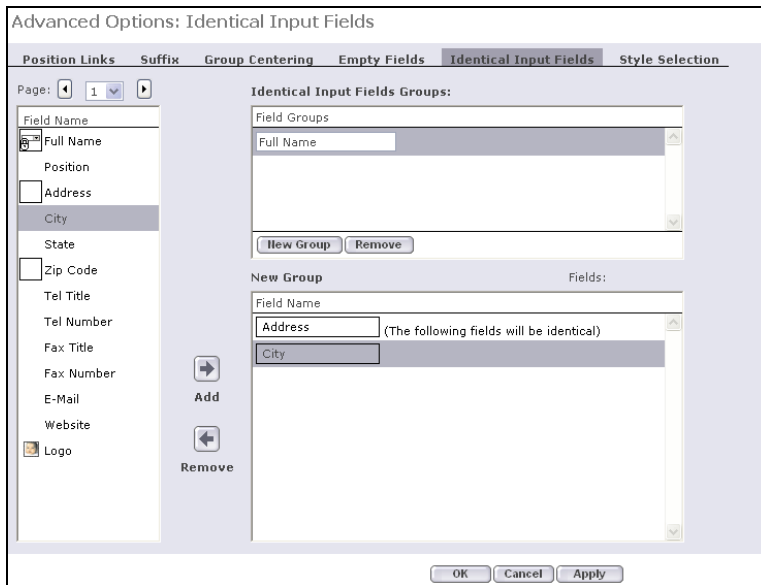 Advanced Options: Identical Input Fields
Position Links Suffix Group Centering Empty Fields Identical Input Fields Style Selection
Page: 1
Field Name
Full Name
Position
Address
City
State
Zip Code
Tel Title
Tel Number
Fax Title
Fax Number
E-Mail
Website
Logo
Add
Remove
Identical Input Fields Groups:
Field Groups
Full Name
New Group Remove
New Group Fields:
Field Name
Address (The following fields will be identical)
City
OK Cancel Apply